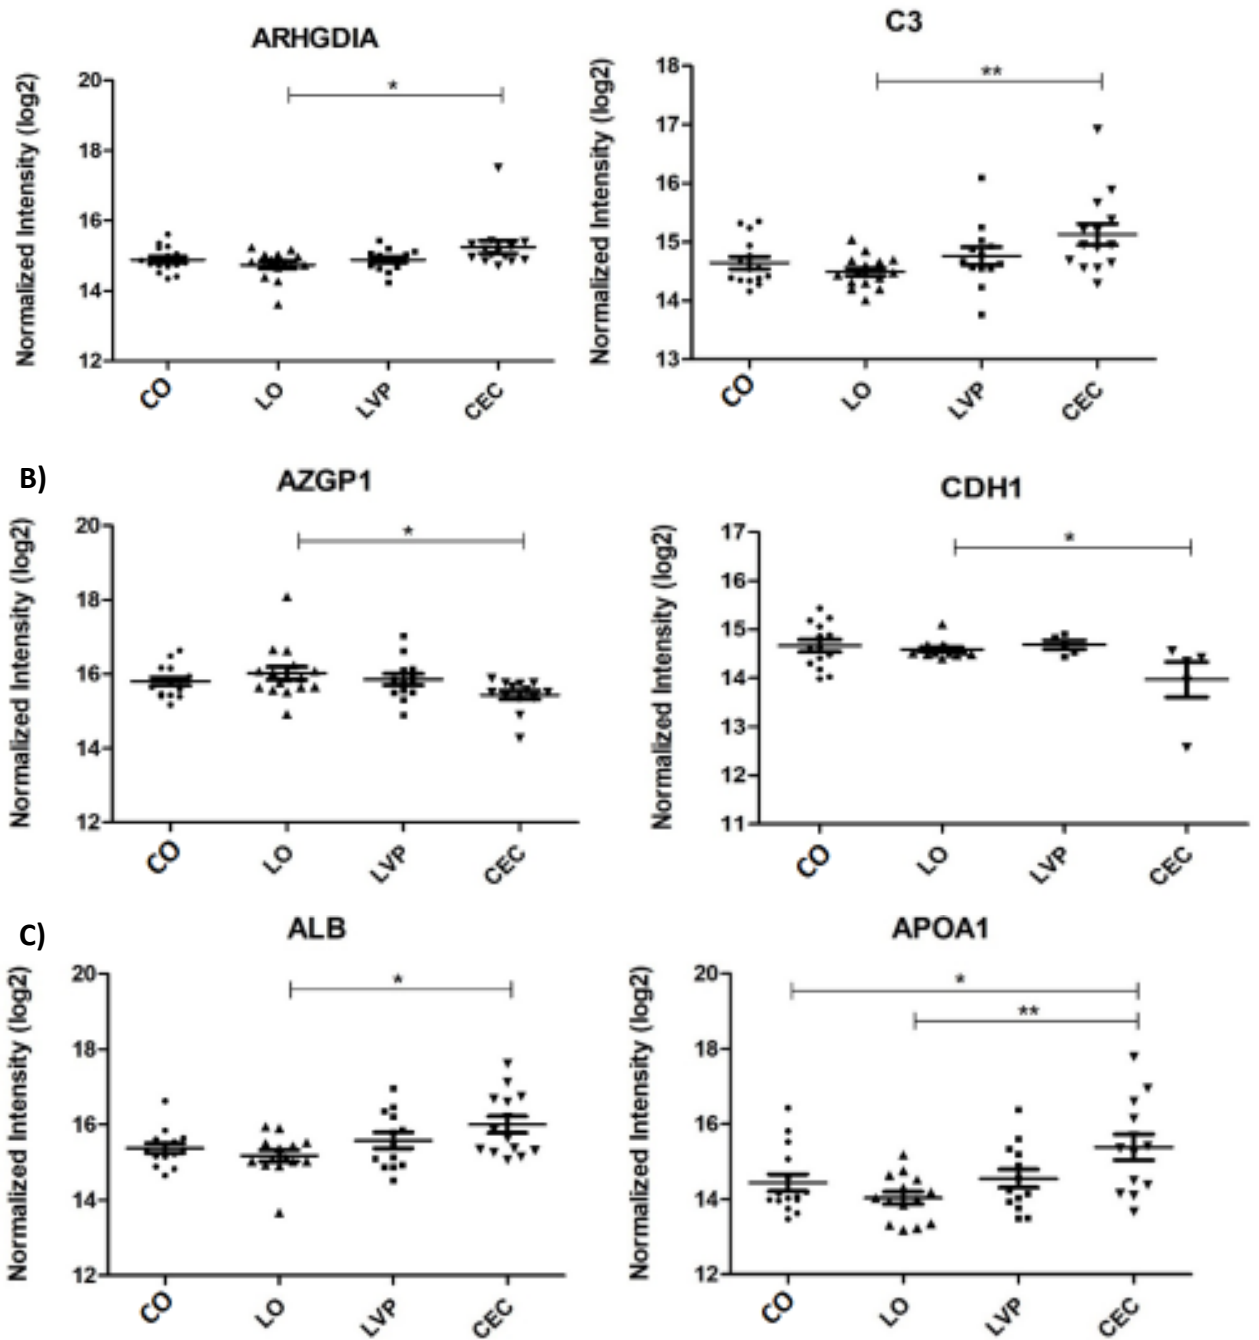 ARHGDIA
Normalized Intensity (log2)
20
18
16
14
12
*
CO
LO
LVP
CEC
C3
Normalized Intensity (log2)
18
17
16
15
14
13
**
CO
LO
LVP
CEC
B)
AZGP1
Normalized Intensity (log2)
20
18
16
14
12
*
CO
LO
LVP
CEC
CDH1
Normalized Intensity (log2)
17
16
15
14
13
12
11
*
CO
LO
LVP
CEC
C)
ALB
Normalized Intensity (log2)
20
18
16
14
12
*
CO
LO
LVP
CEC
APOA1
Normalized Intensity (log2)
20
18
16
14
12
*
**
CO
LO
LVP
CEC